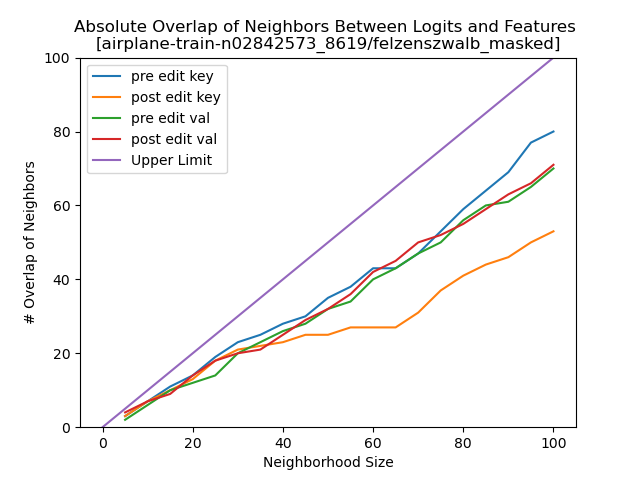 Absolute Overlap of Neighbors Between Logits and Features
[airplane-train-n02842573_8619/felzenszwalb_masked]
100
80
60
40
20
0
# Overlap of Neighbors
pre edit key
post edit key
pre edit val
post edit val
Upper Limit
0 20 40 60 80 100
Neighborhood Size